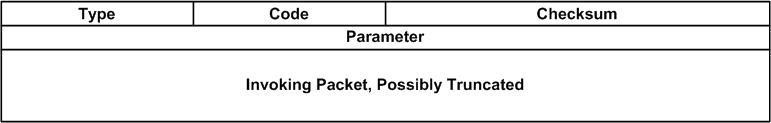 Type Code Checksum
Parameter
Invoking Packet, Possibly Truncated